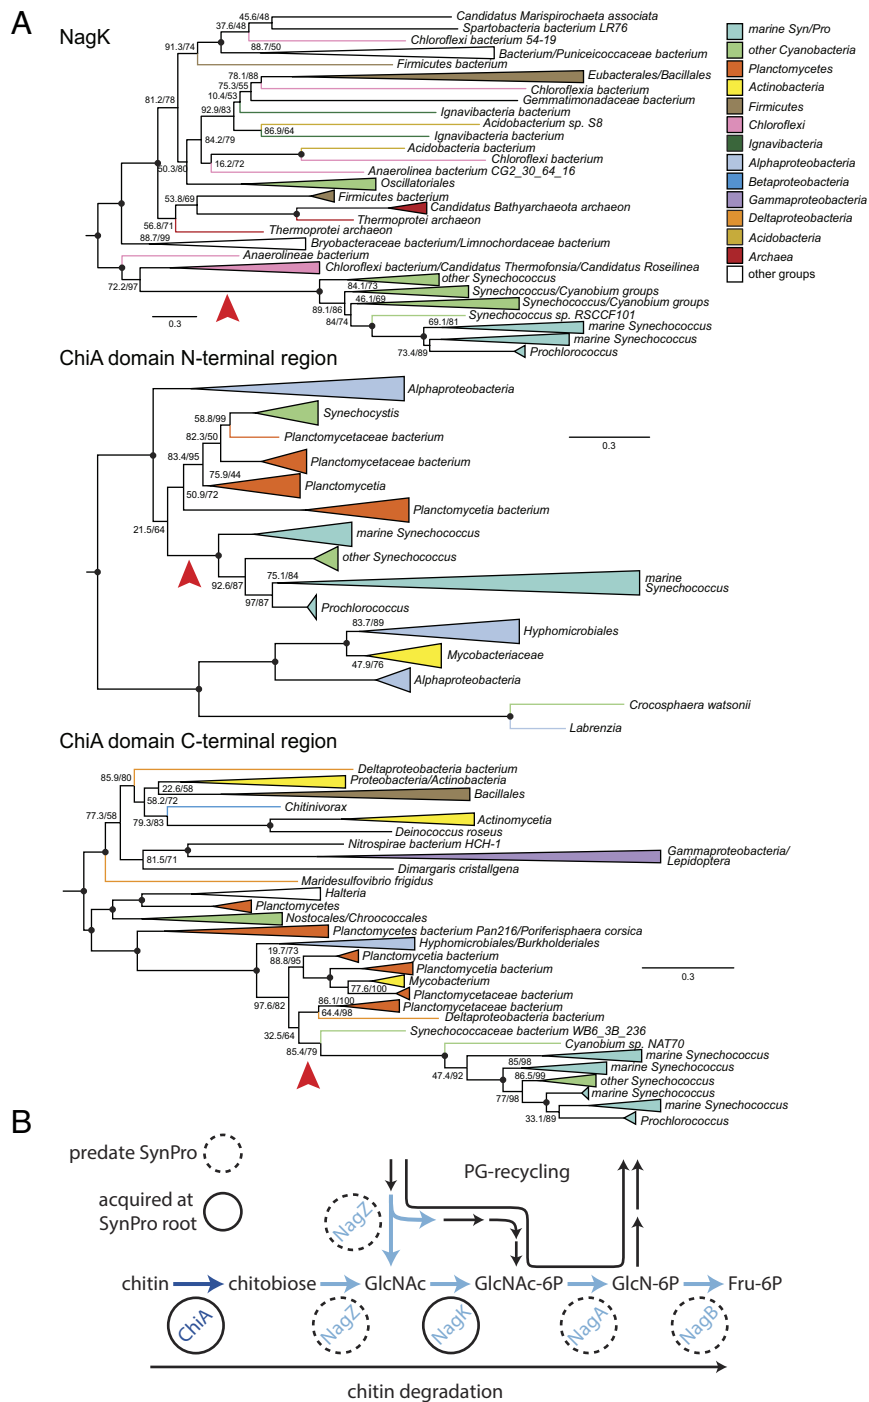 A
NagK
45.6/48
37.6/48
91.3/74
88.7/50
Candidatus Marispirochaeta associata
Spartobacteria bacterium LR76
Chloroflexi bacterium 54-19
Bacterium/Puniceicoccaceae bacterium
Firmicutes bacterium
78.1/88
75.3/55
10.4/53
81.2/78
92.9/83
Eubacterales/Bacillales
Chloroflexia bacterium
Gemmatimonadaceae bacterium
Ignavibacteria bacterium
Acidobacterium sp. S8
86.9/64
Ignavibacteria bacterium
84.2/79
Acidobacteria bacterium
Chloroflexi bacterium
16.2/72
50.3/80
Anaerolinea bacterium CG2_30_64_16
Oscillatoriales
53.8/69
Firmicutes bacterium
Candidatus Bathyarchaeota archaeon
Thermoprotei archaeon
56.8/71
Thermoprotei archaeon
88.7/99
Bryobacteraceae bacterium/Limnochordaceae bacterium
Anaerolineae bacterium
Chloroflexi bacterium/Candidatus Thermofonsia/Candidatus Roseilinea
72.2/97
other Synechococcus
84.1/73
Synechococcus/Cyanobium groups
46.1/69
Synechococcus/Cyanobium groups
89.1/86
84/74
Synechococcus sp. RSCCF101
69.1/81
marine Synechococcus
marine Synechococcus
73.4/89
Prochlorococcus
0.3
marine Syn/Pro
other Cyanobacteria
Planctomycetes
Actinobacteria
Firmicutes
Chloroflexi
Ignavibacteria
Alphaproteobacteria
Betaproteobacteria
Gammaproteobacteria
Deltaproteobacteria
Acidobacteria
Archaea
other groups
ChiA domain N-terminal region
Alphaproteobacteria
58.8/99
Synechocystis
82.3/50
Planctomycetaceae bacterium
83.4/95
Planctomycetaceae bacterium
75.9/44
Planctomycetia
50.9/72
Planctomycetia bacterium
21.5/64
marine Synechococcus
other Synechococcus
92.6/87
75.1/84
marine
Synechococcus
97/87
Prochlorococcus
0.3
83.7/89
Hyphomicrobiales
Mycobacteriaceae
47.9/76
Alphaproteobacteria
Crocosphaera watsonii
Labrenzia
ChiA domain C-terminal region
Deltaproteobacteria bacterium
85.9/80
Proteobacteria/Actinobacteria
22.6/58
Bacillales
58.2/72
Chitinivorax
79.3/83
Actinomycetia
Deinococcus roseus
77.3/58
Nitrospirae bacterium HCH-1
Gammaproteobacteria/
Lepidoptera
81.5/71
Dimargaris cristallgena
Maridesulfovibrio frigidus
Halteria
Planctomycetes
Nostocales/Chroococcales
Planctomycetes bacterium Pan216/Poriferisphaera corsica
Hyphomicrobiales/Burkholderiales
19.7/73
Planctomycetia bacterium
88.8/95
Planctomycetia bacterium
Mycobacterium
77.6/100
Planctomycetaceae bacterium
97.6/82
86.1/100
Planctomycetaceae bacterium
64.4/98
Deltaproteobacteria bacterium
32.5/64
Synechococcaceae bacterium WB6_3B_236
85.4/79
Cyanobium sp. NAT70
marine Synechococcus
85/98
marine Synechococcus
47.4/92
86.5/99
other Synechococcus
77/98
marine Synechococcus
marine Synechococcus
33.1/89
Prochlorococcus
0.3
B
predate SynPro
acquired at
SynPro root
PG-recycling
NagZ
chitin
chitobiose
GlcNAc
GlcNAc-6P
GlcN-6P
Fru-6P
ChiA
NagZ
NagK
NagA
NagB
chitin degradation